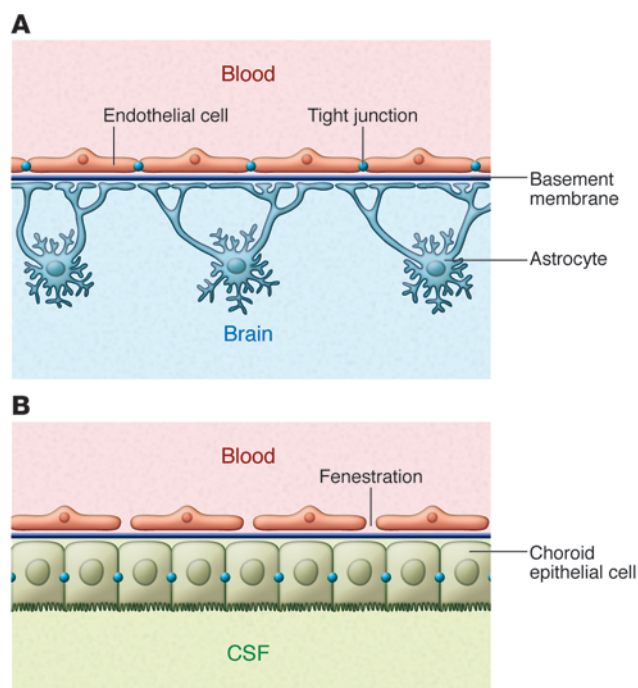 A
Blood
Endothelial cell
Tight junction
Basement
membrane
Astrocyte
Brain
B
Blood
Fenestration
Choroid
epithelial cell
CSF